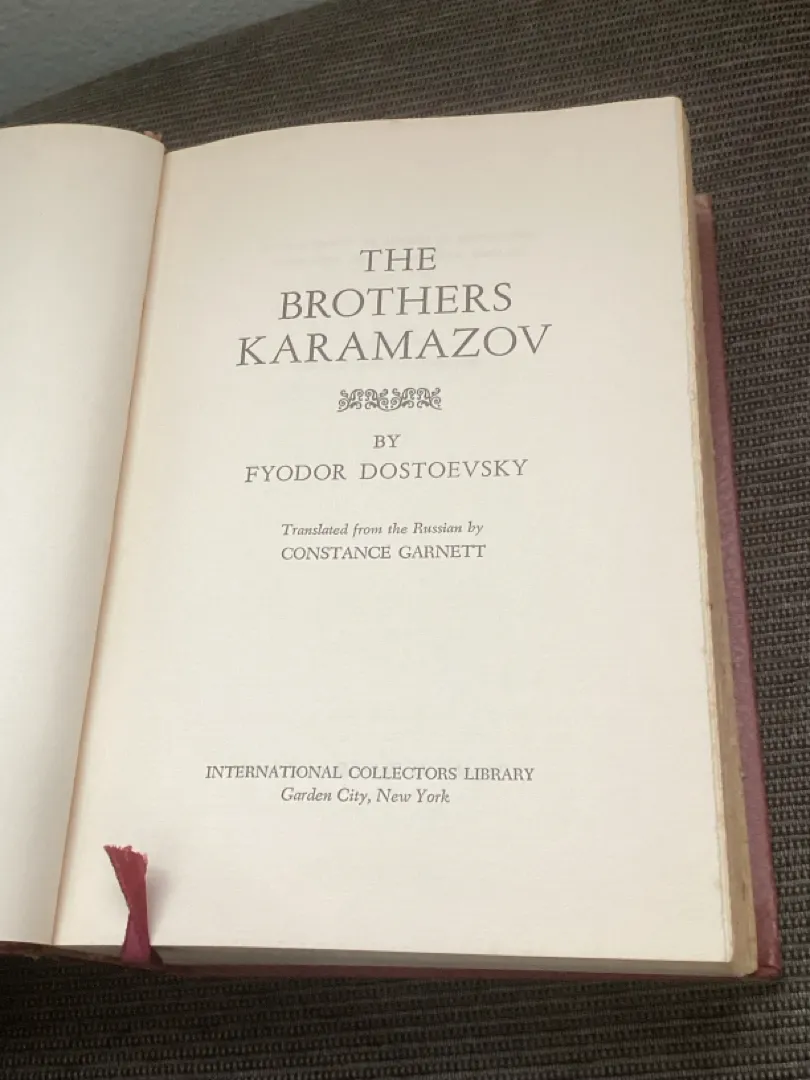 THE
BROTHERS
KARAMAZOV
BY
FYODOR DOSTOEVSKY
Translated from the Russian by
CONSTANCE GARNETT
INTERNATIONAL COLLECTORS LIBRARY
Garden City, New York